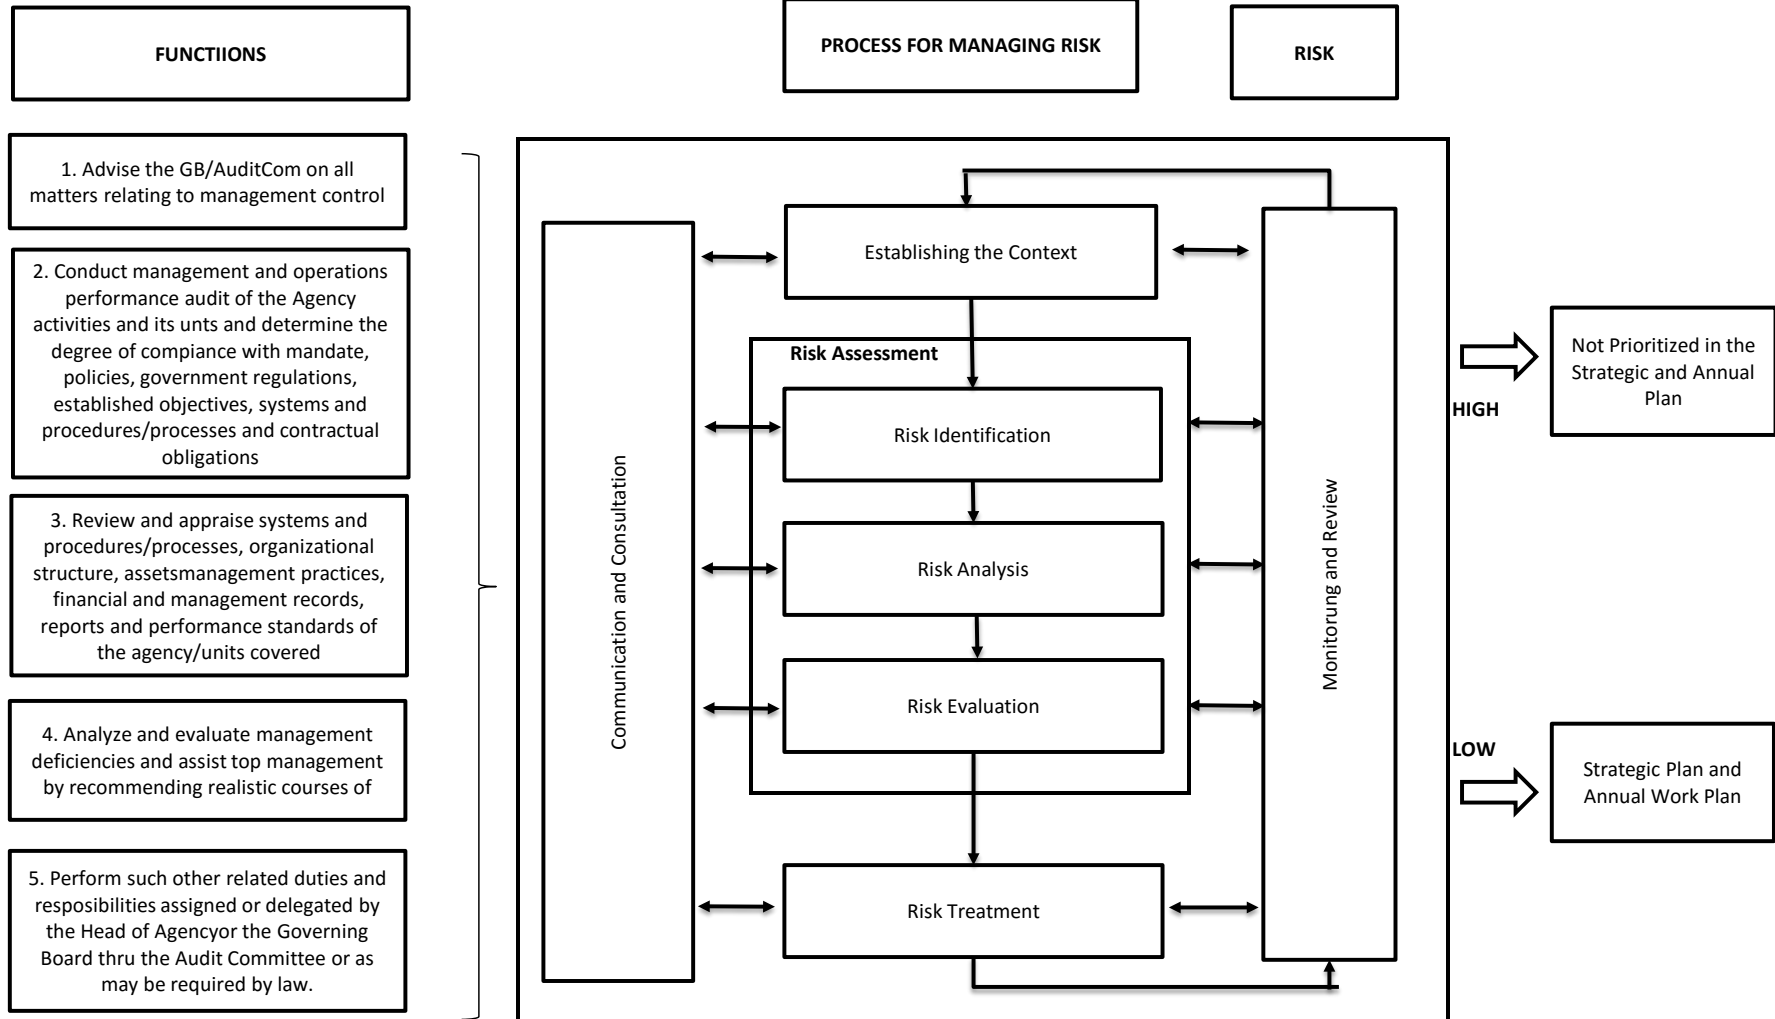 FUNCTIIONS
PROCESS FOR MANAGING RISK
RISK
1. Advise the GB/AuditCom on all
matters relating to management control
2. Conduct management and operations
performance audit of the Agency
activities and its unts and determine the
degree of compiance with mandate,
policies, government regulations,
established objectives, systems and
procedures/processes and contractual
obligations
3. Review and appraise systems and
procedures/processes, organizational
structure, assetsmanagement practices,
financial and management records,
reports and performance standards of
the agency/units covered
4. Analyze and evaluate management
deficiencies and assist top management
by recommending realistic courses of
5. Perform such other related duties and
resposibilities assigned or delegated by
the Head of Agencyor the Governing
Board thru the Audit Committee or as
may be required by law.
Communication and Consultation
Establishing the Context
Risk Assessment
Risk Identification
Risk Analysis
Risk Evaluation
Risk Treatment
Monitorung and Review
HIGH
Not Prioritized in the
Strategic and Annual
Plan
LOW
Strategic Plan and
Annual Work Plan